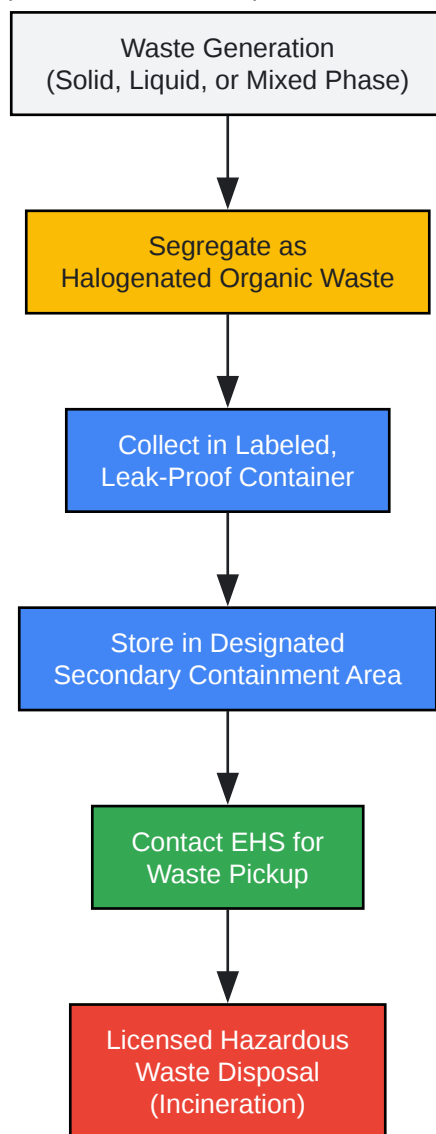 Waste Generation
(Solid, Liquid, or Mixed Phase)
Segregate as
Halogenated Organic Waste
Collect in Labeled,
Leak-Proof Container
Store in Designated
Secondary Containment Area
Contact EHS for
Waste Pickup
Licensed Hazardous
Waste Disposal
(Incineration)